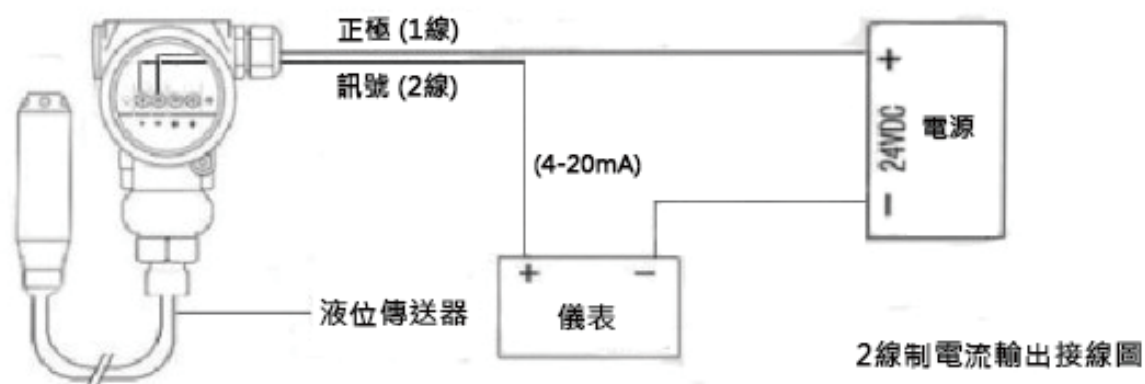 正極 (1線)
訊號 (2線)
(4-20mA)
+
24VDC
電源
−
+
−
儀表
液位傳送器
2線制電流輸出接線圖